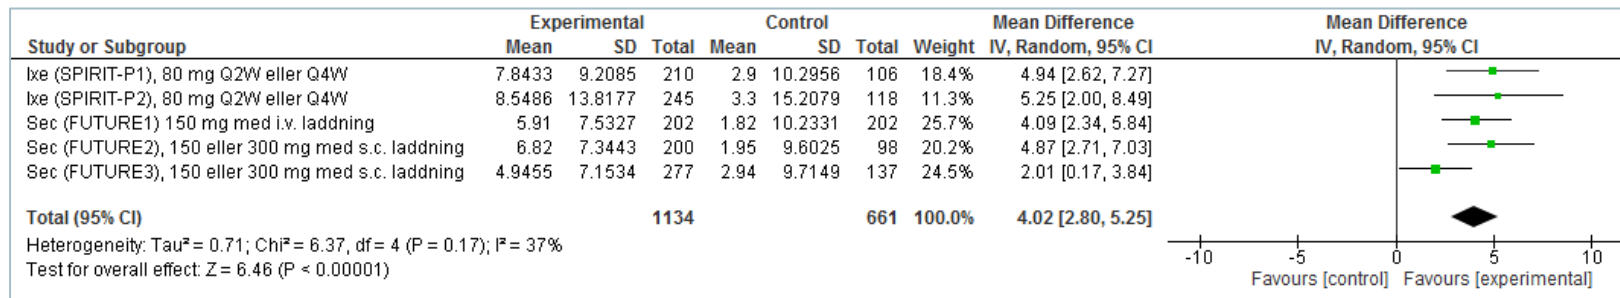 Experimental Control Mean Difference Mean Difference
Study or Subgroup Mean SD Total Mean SD Total Weight IV, Random, 95% CI IV, Random, 95% CI
Ixe (SPIRIT-P1), 80 mg Q2W eller Q4W 7.8433 9.2085 210 2.9 10.2956 106 18.4% 4.94 [2.62, 7.27]
Ixe (SPIRIT-P2), 80 mg Q2W eller Q4W 8.5486 13.8177 245 3.3 15.2079 118 11.3% 5.25 [2.00, 8.49]
Sec (FUTURE1) 150 mg med i.v. laddning 5.91 7.5327 202 1.82 10.2331 202 25.7% 4.09 [2.34, 5.84]
Sec (FUTURE2), 150 eller 300 mg med s.c. laddning 6.82 7.3443 200 1.95 9.6025 98 20.2% 4.87 [2.71, 7.03]
Sec (FUTURE3), 150 eller 300 mg med s.c. laddning 4.9455 7.1534 277 2.94 9.7149 137 24.5% 2.01 [0.17, 3.84]
Total (95% CI) 1134 661 100.0% 4.02 [2.80, 5.25]
Heterogeneity: Tau² = 0.71; Chi² = 6.37, df = 4 (P = 0.17); I² = 37%
Test for overall effect: Z = 6.46 (P < 0.00001)
-10 -5 0 5 10
Favours [control] Favours [experimental]